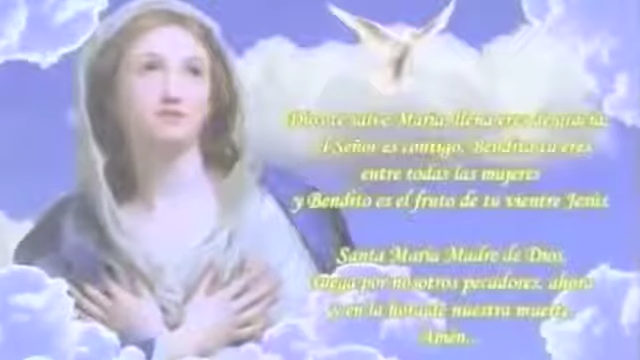 Dios te salve María, llena eres de gracia,
El Señor es contigo, Bendita tu eres
entre todas las mujeres
y Bendito es el fruto de tu vientre Jesús.
Santa María Madre de Dios,
ruega por nosotros pecadores, ahora
y en la hora de nuestra muerte
Amén..